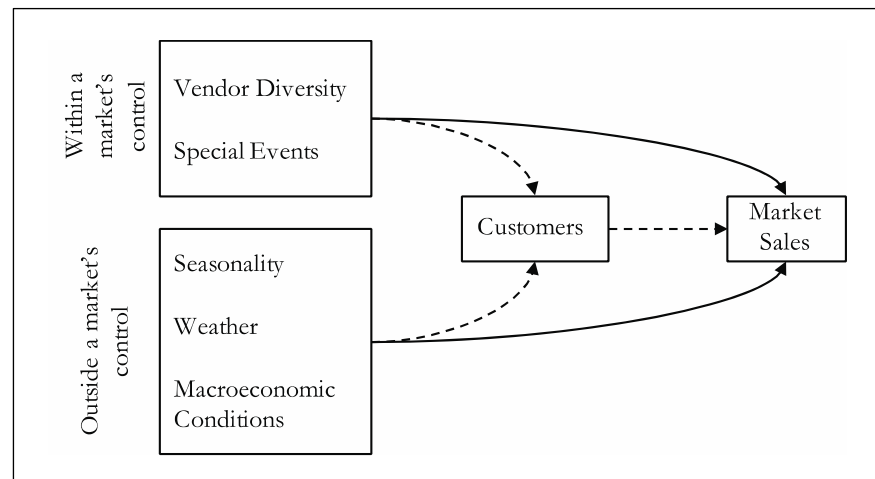 Within a
market's
control
Vendor Diversity
Special Events
Customers
Market
Sales
Outside a market's
control
Seasonality
Weather
Macroeconomic
Conditions